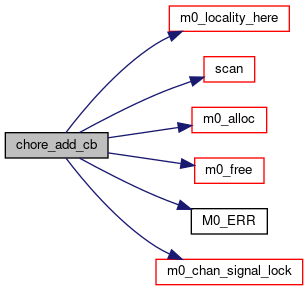 m0_locality_here
scan
m0_alloc
chore_add_cb
m0_free
M0_ERR
m0_chan_signal_lock